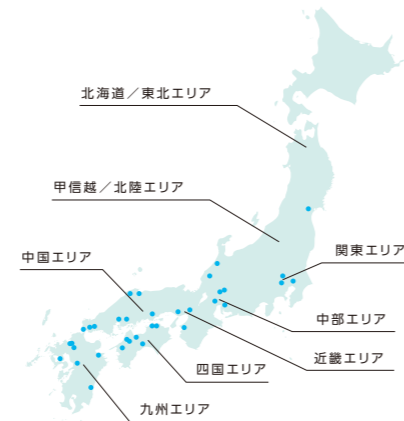 北海道／東北エリア
甲信越／北陸エリア
関東エリア
中国エリア
中部エリア
近畿エリア
四国エリア
九州エリア